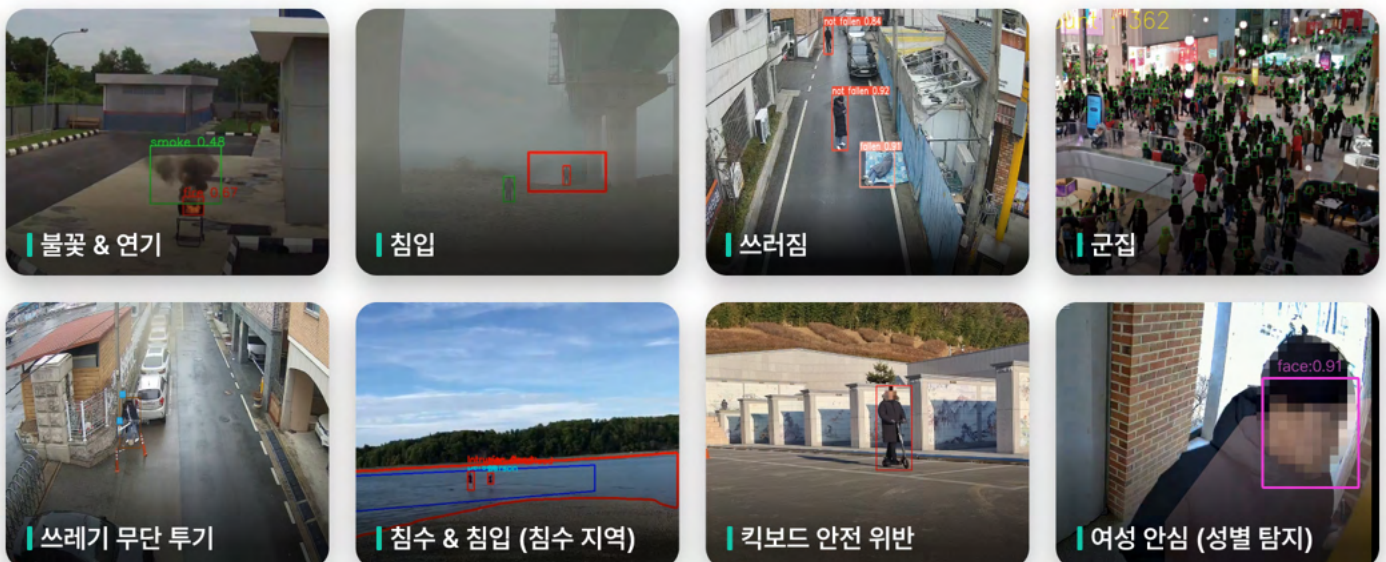 smoke 0.48
불꽃 & 연기
침입
not fallen 0.84
not fallen 0.92
fallen 0.91
쓰러짐
362
군집
쓰레기 무단 투기
침수 & 침입 (침수 지역)
킥보드 안전 위반
face:0.91
여성 안심 (성별 탐지)